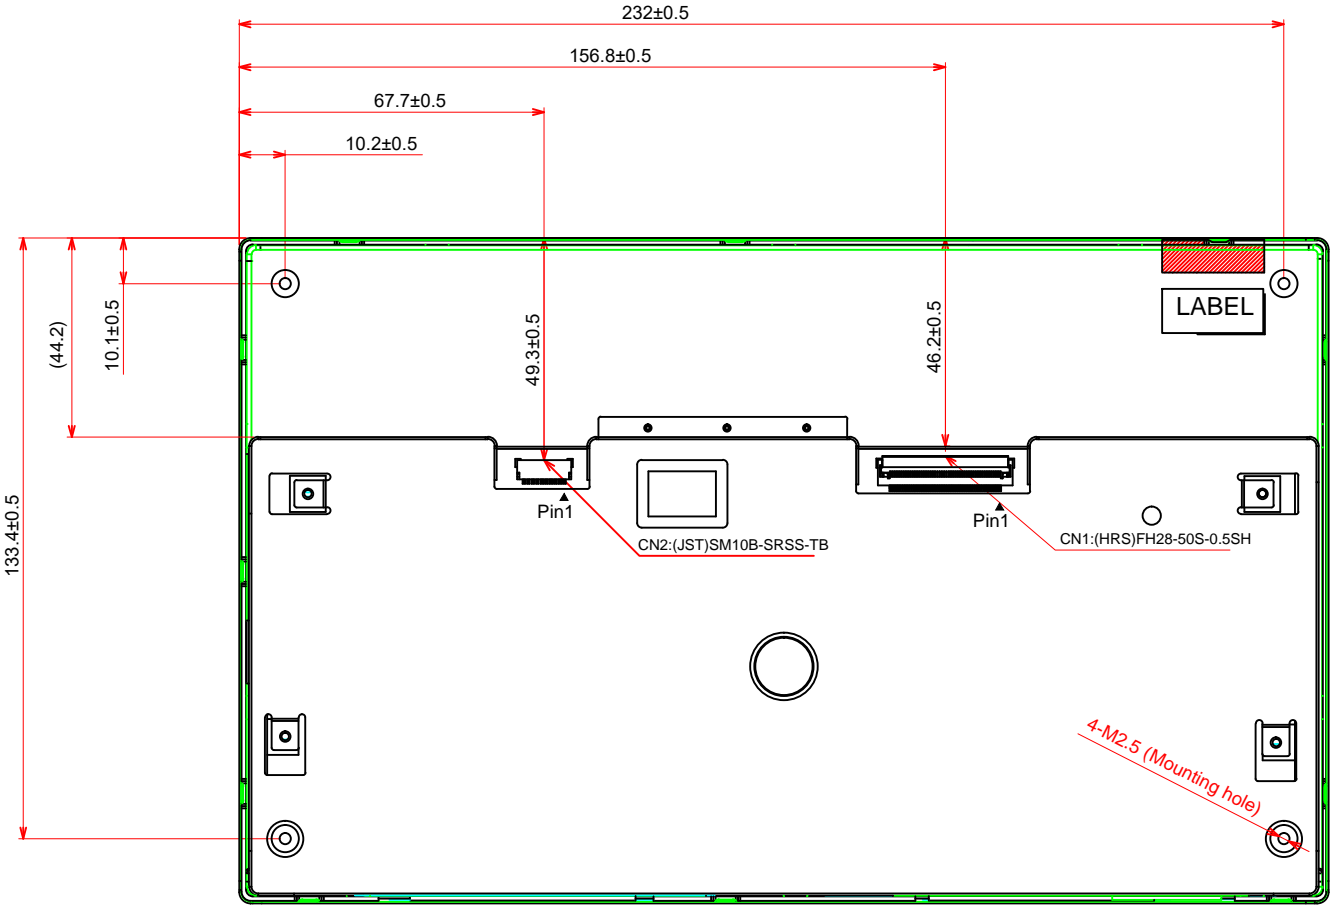 232±0.5
156.8±0.5
67.7±0.5
10.2±0.5
(44.2)
10.1±0.5
133.4±0.5
49.3±0.5
46.2±0.5
LABEL
Pin1
Pin1
CN2:(JST)SM10B-SRSS-TB
CN1:(HRS)FH28-50S-0.5SH
4-M2.5 (Mounting hole)